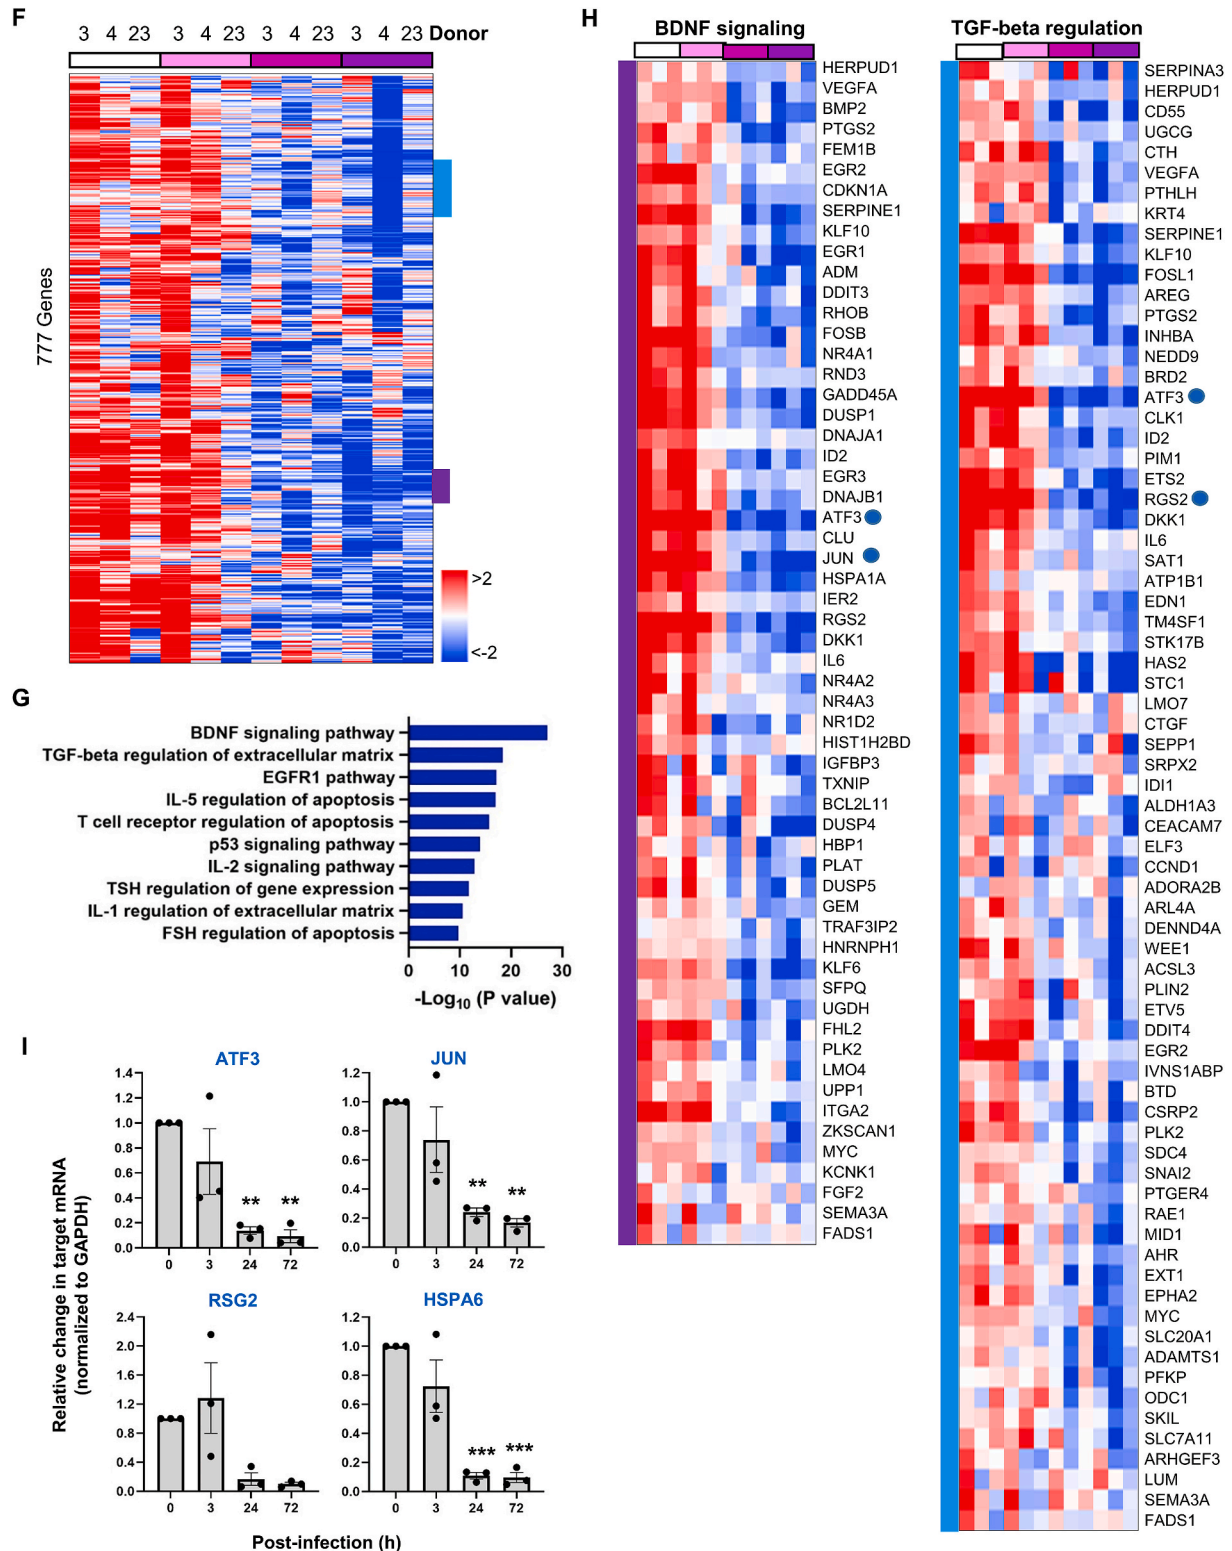 F
3 4 23 3 4 23 3 4 23 3 4 23 Donor
777 Genes
>2
<-2
G
BDNF signaling pathway
TGF-beta regulation of extracellular matrix
EGFR1 pathway
IL-5 regulation of apoptosis
T cell receptor regulation of apoptosis
p53 signaling pathway
IL-2 signaling pathway
TSH regulation of gene expression
IL-1 regulation of extracellular matrix
FSH regulation of apoptosis
0 10 20 30
-Log10 (P value)
H
BDNF signaling
HERPUD1
VEGFA
BMP2
PTGS2
FEM1B
EGR2
CDKN1A
SERPINE1
KLF10
EGR1
ADM
DDIT3
RHOB
FOSB
NR4A1
RND3
GADD45A
DUSP1
DNAJA1
ID2
EGR3
DNAJB1
ATF3
CLU
JUN
HSPA1A
IER2
RGS2
DKK1
IL6
NR4A2
NR4A3
NR1D2
HIST1H2BD
IGFBP3
TXNIP
BCL2L11
DUSP4
HBP1
PLAT
DUSP5
GEM
TRAF3IP2
HNRNPH1
KLF6
SFPQ
UGDH
FHL2
PLK2
LMO4
UPP1
ITGA2
ZKSCAN1
MYC
KCNK1
FGF2
SEMA3A
FADS1
TGF-beta regulation
SERPINA3
HERPUD1
CD55
UGCG
CTH
VEGFA
PTHLH
KRT4
SERPINE1
KLF10
FOSL1
AREG
PTGS2
INHBA
NEDD9
BRD2
ATF3
CLK1
ID2
PIM1
ETS2
RGS2
DKK1
IL6
SAT1
ATP1B1
EDN1
TM4SF1
STK17B
HAS2
STC1
LMO7
CTGF
SEPP1
SRPX2
IDI1
ALDH1A3
CEACAM7
ELF3
CCND1
ADORA2B
ARL4A
DENND4A
WEE1
ACSL3
PLIN2
ETV5
DDIT4
EGR2
IVNS1ABP
BTD
CSRP2
PLK2
SDC4
SNAI2
PTGER4
RAE1
MID1
AHR
EXT1
EPHA2
MYC
SLC20A1
ADAMTS1
PFKP
ODC1
SKIL
SLC7A11
ARHGEF3
LUM
SEMA3A
FADS1
I
Relative change in target mRNA
(normalized to GAPDH)
ATF3
1.4
1.2
1.0
0.6
0.4
0.2
0.0
** **
0 3 24 72
JUN
1.2
1.0
0.8
0.6
0.4
0.2
0.0
** **
0 3 24 72
RSG2
2.4
2.0
1.6
1.2
0.8
0.4
0.0
0 3 24 72
HSPA6
1.2
1.0
0.8
0.6
0.4
0.2
0.0
*** ***
0 3 24 72
Post-infection (h)